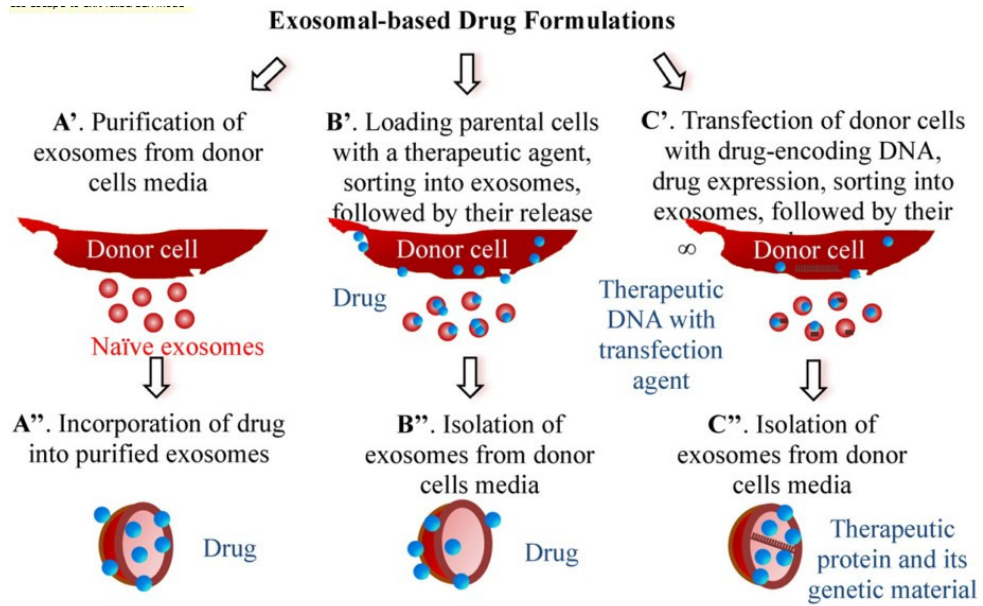 Exosomal-based Drug Formulations
A’. Purification of
exosomes from donor
cells media
Donor cell
Naïve exosomes
A”. Incorporation of drug
into purified exosomes
Drug
B’. Loading parental cells
with a therapeutic agent,
sorting into exosomes,
followed by their release
Donor cell
Drug
B”. Isolation of
exosomes from donor
cells media
Drug
C’. Transfection of donor cells
with drug-encoding DNA,
drug expression, sorting into
exosomes, followed by their
Donor cell
∞
Therapeutic
DNA with
transfection
agent
C”. Isolation of
exosomes from donor
cells media
Therapeutic
protein and its
genetic material